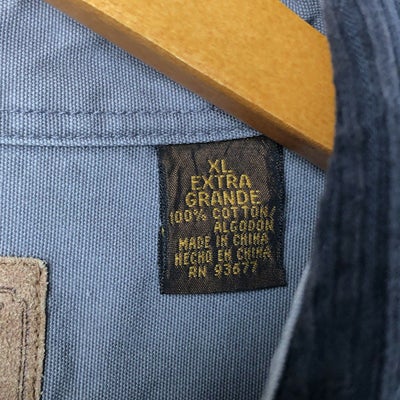 XL
EXTRA
GRANDE
100% COTTON/
ALGODON
MADE IN CHINA
HECHO EN CHINA
RN 93677